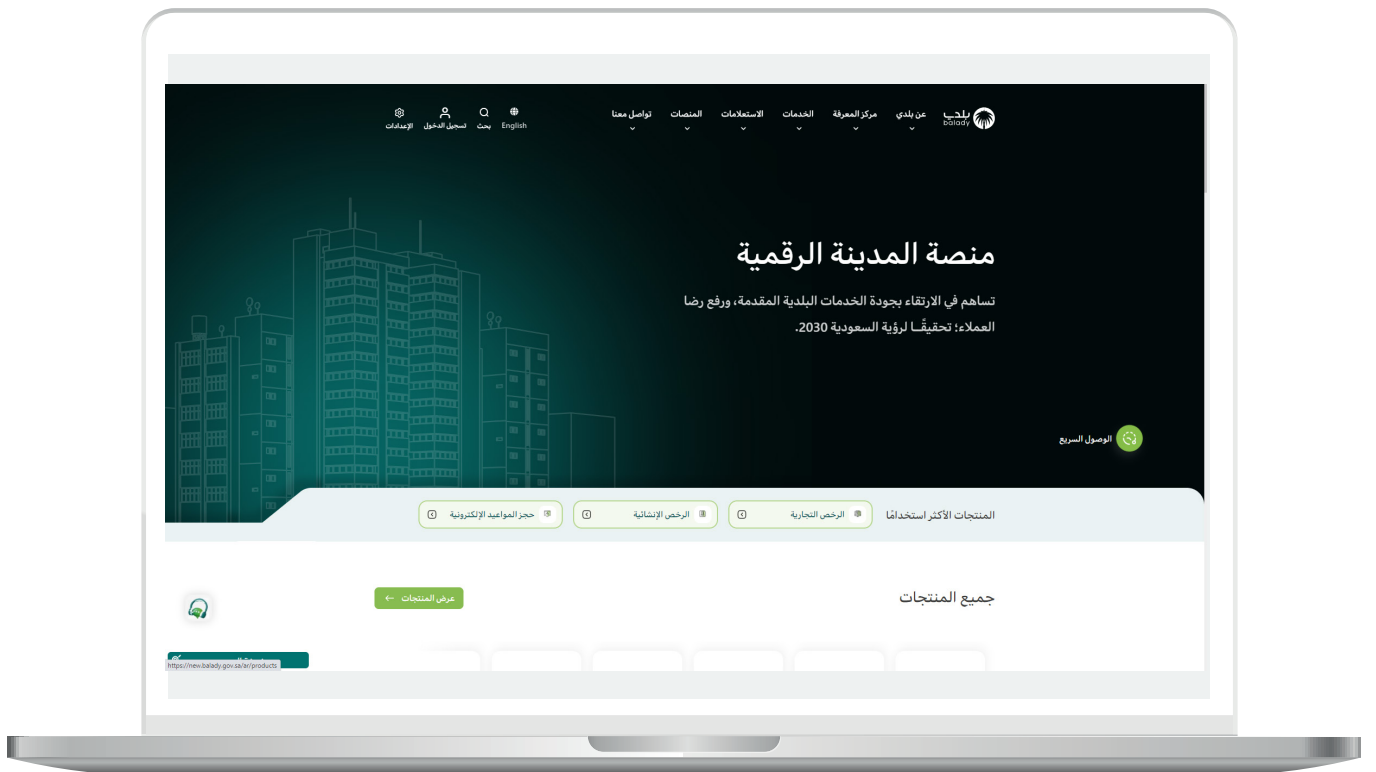 بلدي
balady
عن بلدي
مركز المعرفة
الخدمات
الاستعلامات
المنصات
تواصل معنا
English
بحث
تسجيل الدخول
الإعدادات
منصة المدينة الرقمية
تساهم في الارتقاء بجودة الخدمات البلدية المقدمة، ورفع رضا
العملاء؛ تحقيقًـا لرؤية السعودية 2030.
الوصول السريع
المنتجات الأكثر استخدامًا
الرخص التجارية
الرخص الإنشائية
حجز المواعيد الإلكترونية
جميع المنتجات
عرض المنتجات
https://new.balady.gov.sa/ar/products